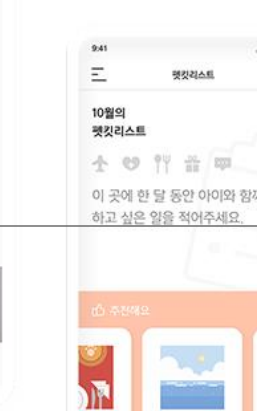 9:41
펫킷리스트
10월의
펫킷리스트
이 곳에 한 달 동안 아이와 함께
하고 싶은 일을 적어주세요.
추천해요